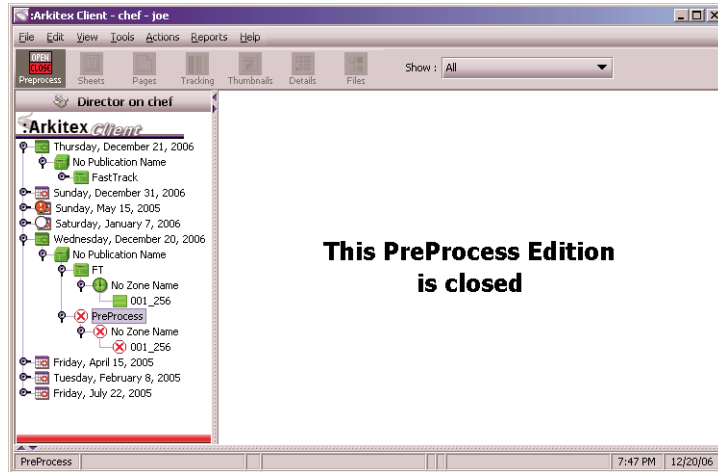 :Arkitex Client - chef - joe
File Edit View Tools Actions Reports Help
OPEN
CLOSE
Preprocess Sheets Pages Tracking Thumbnails Details Files Show : All
Director on chef
:Arkitex Client
Thursday, December 21, 2006
No Publication Name
FastTrack
Sunday, December 31, 2006
Sunday, May 15, 2005
Saturday, January 7, 2006
Wednesday, December 20, 2006
No Publication Name
FT
No Zone Name
001_256
PreProcess
No Zone Name
001_256
Friday, April 15, 2005
Tuesday, February 8, 2005
Friday, July 22, 2005
This PreProcess Edition
is closed
PreProcess 7:47 PM 12/20/06